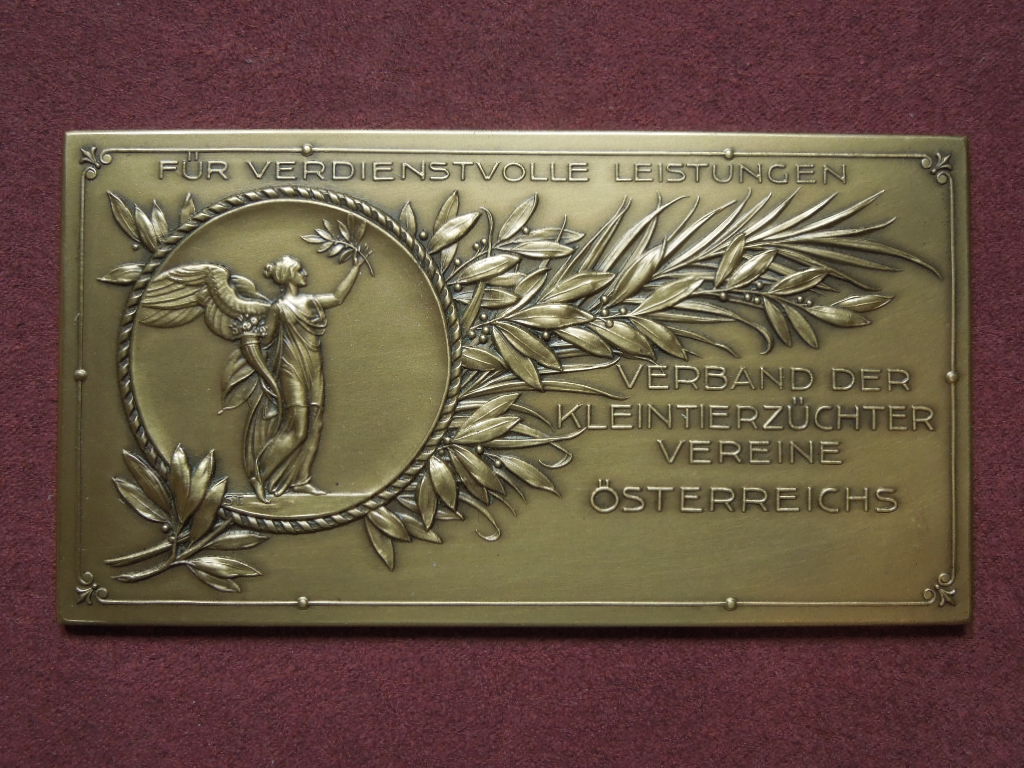 FÜR VERDIENSTVOLLE LEISTUNGEN
VERBAND DER
KLEINTIERZÜCHTER
VEREINE
ÖSTERREICHS